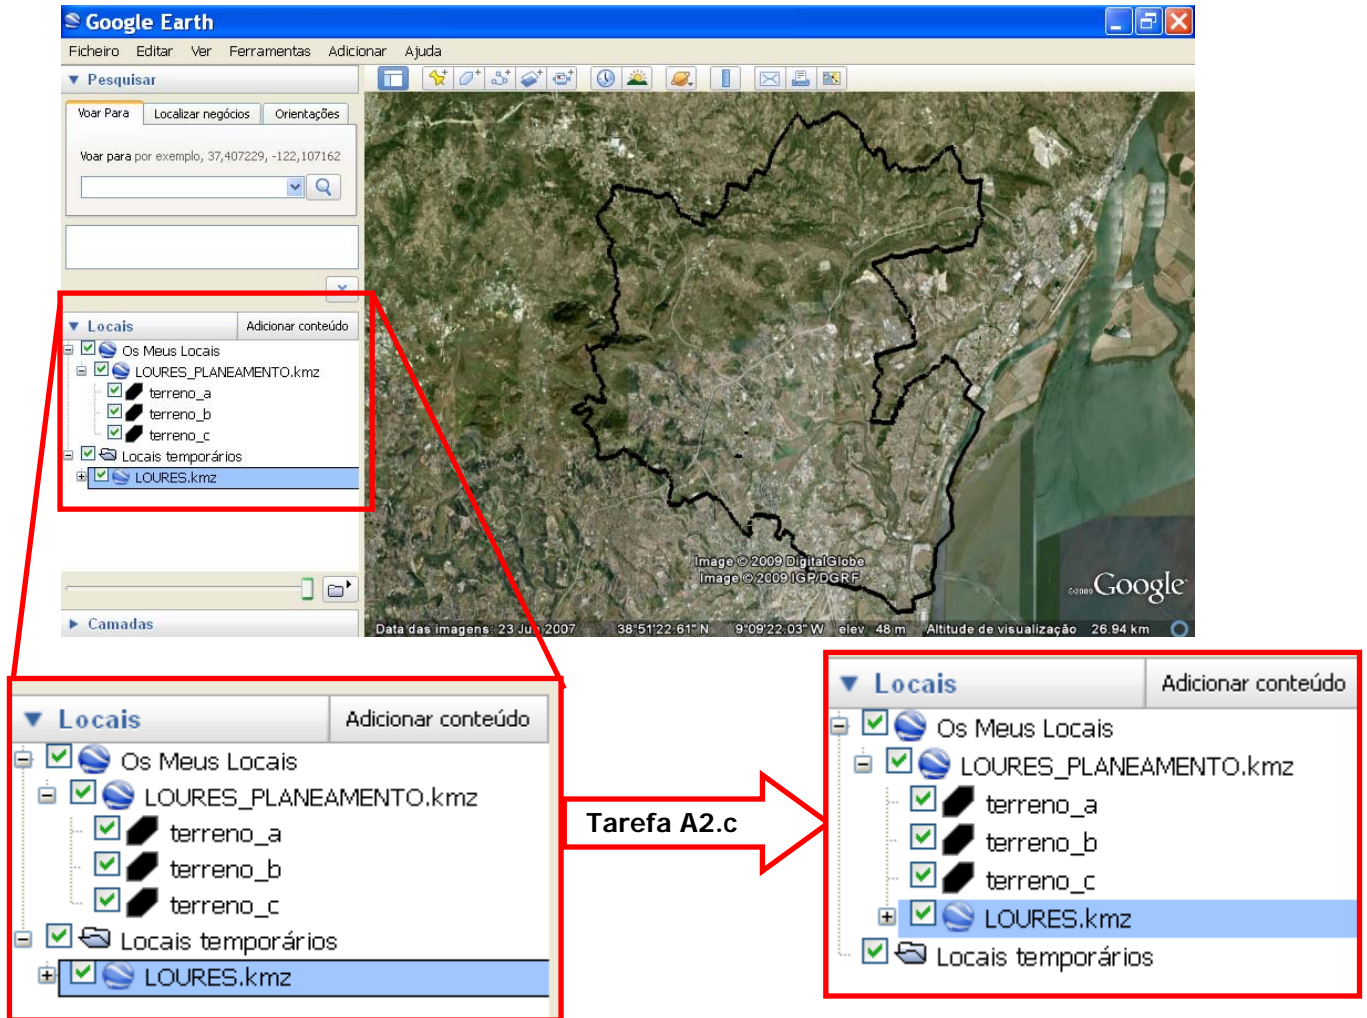 Google Earth
Ficheiro Editar Ver Ferramentas Adicionar Ajuda
Pesquisar
Voar Para Localizar negócios Orientações
Voar para por exemplo, 37,407229, -122,107162
Locais Adicionar conteúdo
Os Meus Locais
LOURES_PLANEAMENTO.kmz
terreno_a
terreno_b
terreno_c
Locais temporários
LOURES.kmz
Camadas
Image © 2009 DigitalGlobe
Image © 2009 IGP/DGRF
©2009 Google
Data das imagens: 23 Jun 2007 38°51'22.61" N 9°09'22.03" W elev 48 m Altitude de visualização 26.94 km
Locais Adicionar conteúdo
Os Meus Locais
LOURES_PLANEAMENTO.kmz
terreno_a
terreno_b
terreno_c
Locais temporários
LOURES.kmz
Tarefa A2.c
Locais Adicionar conteúdo
Os Meus Locais
LOURES_PLANEAMENTO.kmz
terreno_a
terreno_b
terreno_c
LOURES.kmz
Locais temporários